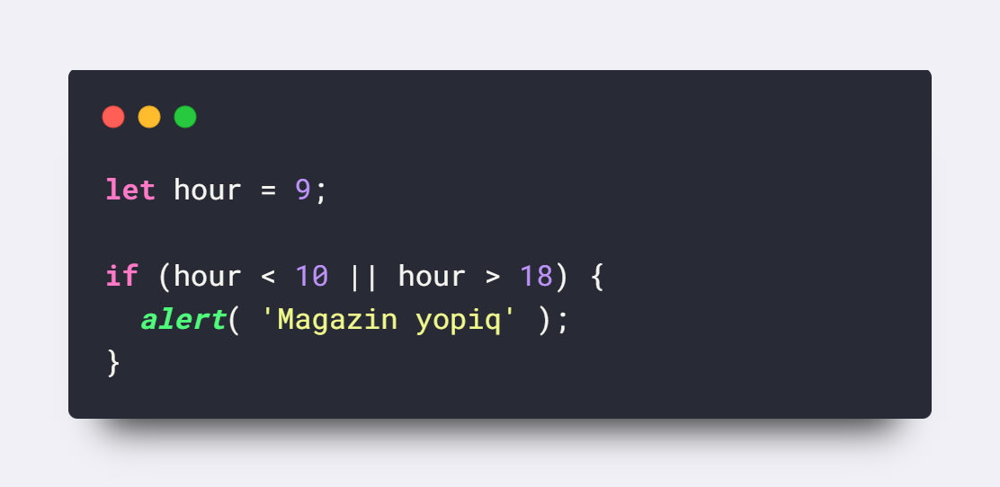 let hour = 9;
if (hour < 10 || hour > 18) {
  alert( 'Magazin yopiq' );
}